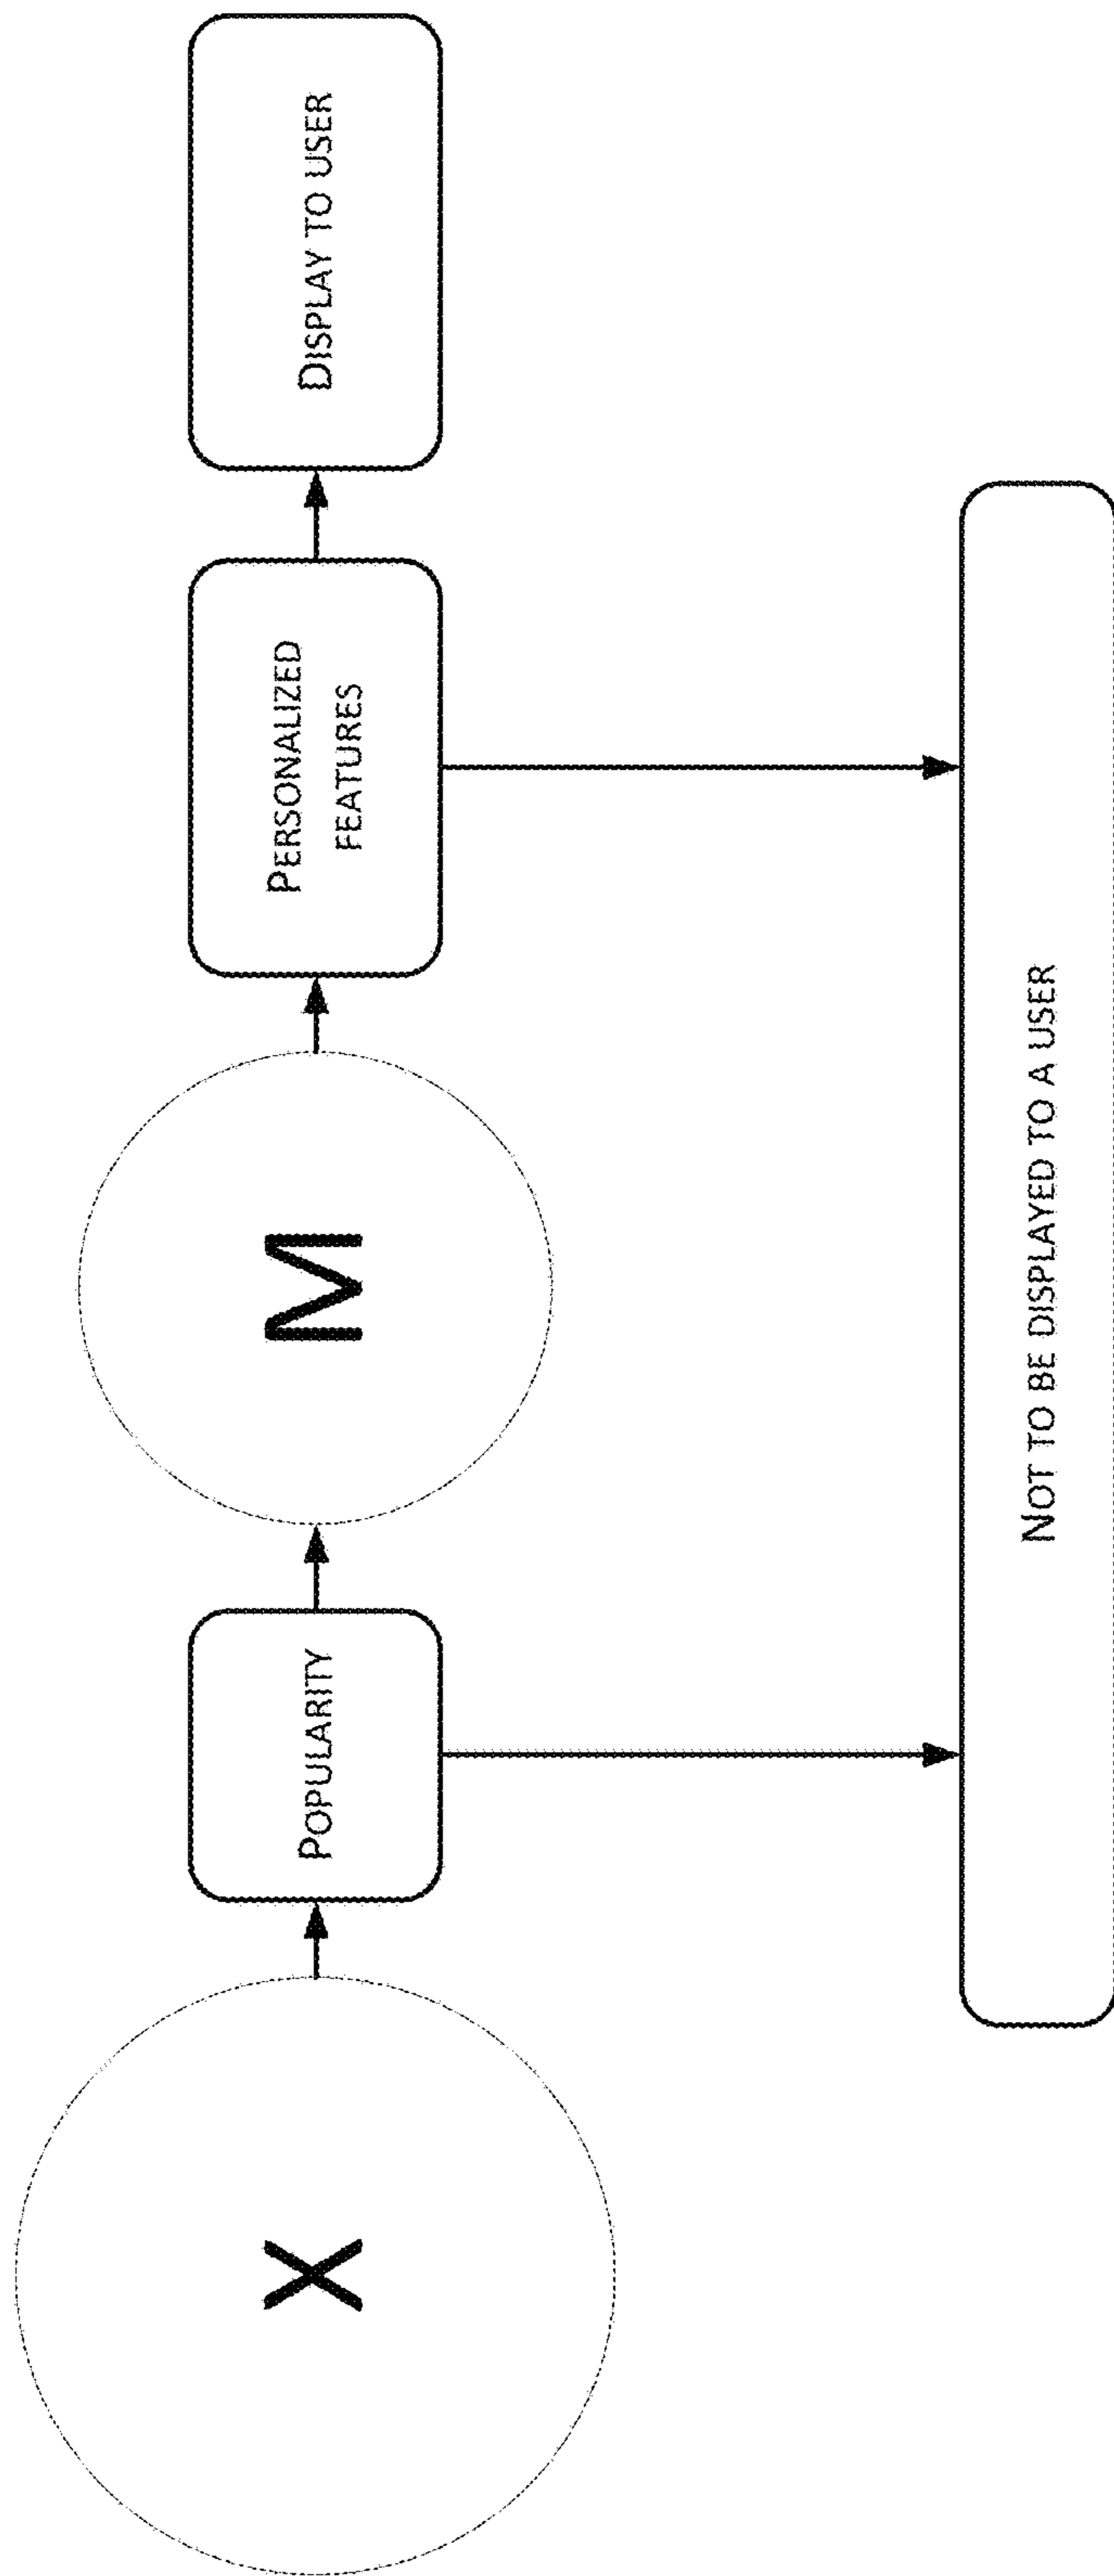 X
POPULARITY
M
PERSONALIZED
FEATURES
DISPLAY TO USER
NOT TO BE DISPLAYED TO A USER